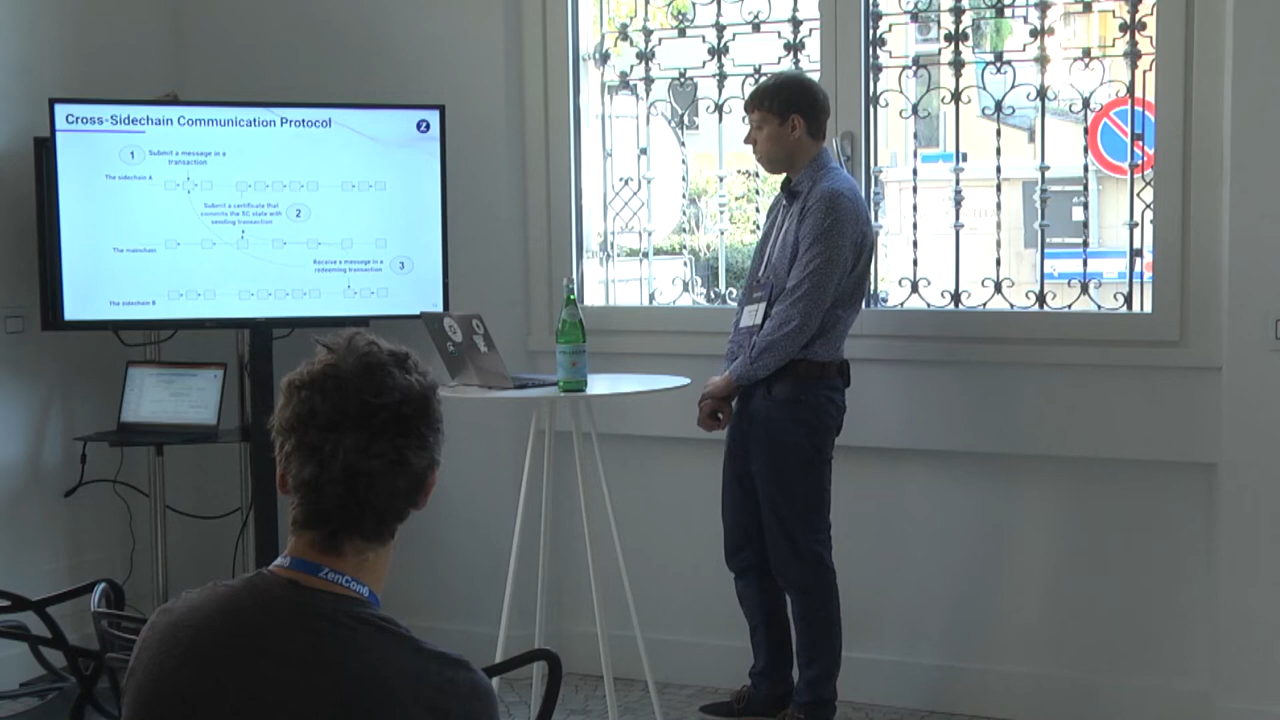 Cross-Sidechain Communication Protocol
Z
1
Submit a message in a
transaction
The sidechain A
Submit a certificate that
commits the SC state with
sending transaction
2
The mainchain
Receive a message in a
redeeming transaction
3
The sidechain B
ZenCon6